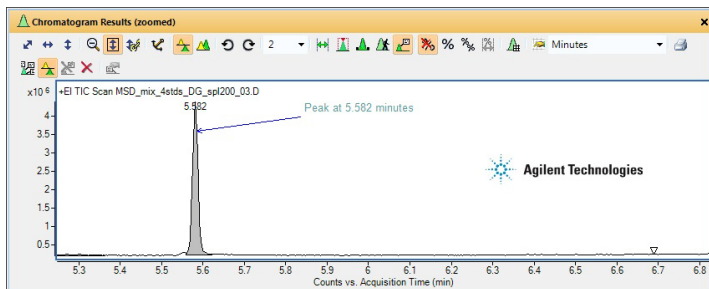 Chromatogram Results (zoomed)
2
Minutes
x10 6
+EI TIC Scan MSD_mix_4stds_DG_spl200_03.D
5.582
Peak at 5.582 minutes
4
3.5
3
2.5
2
1.5
1
0.5
Agilent Technologies
5.3 5.4 5.5 5.6 5.7 5.8 5.9 6 6.1 6.2 6.3 6.4 6.5 6.6 6.7 6.8
Counts vs. Acquisition Time (min)